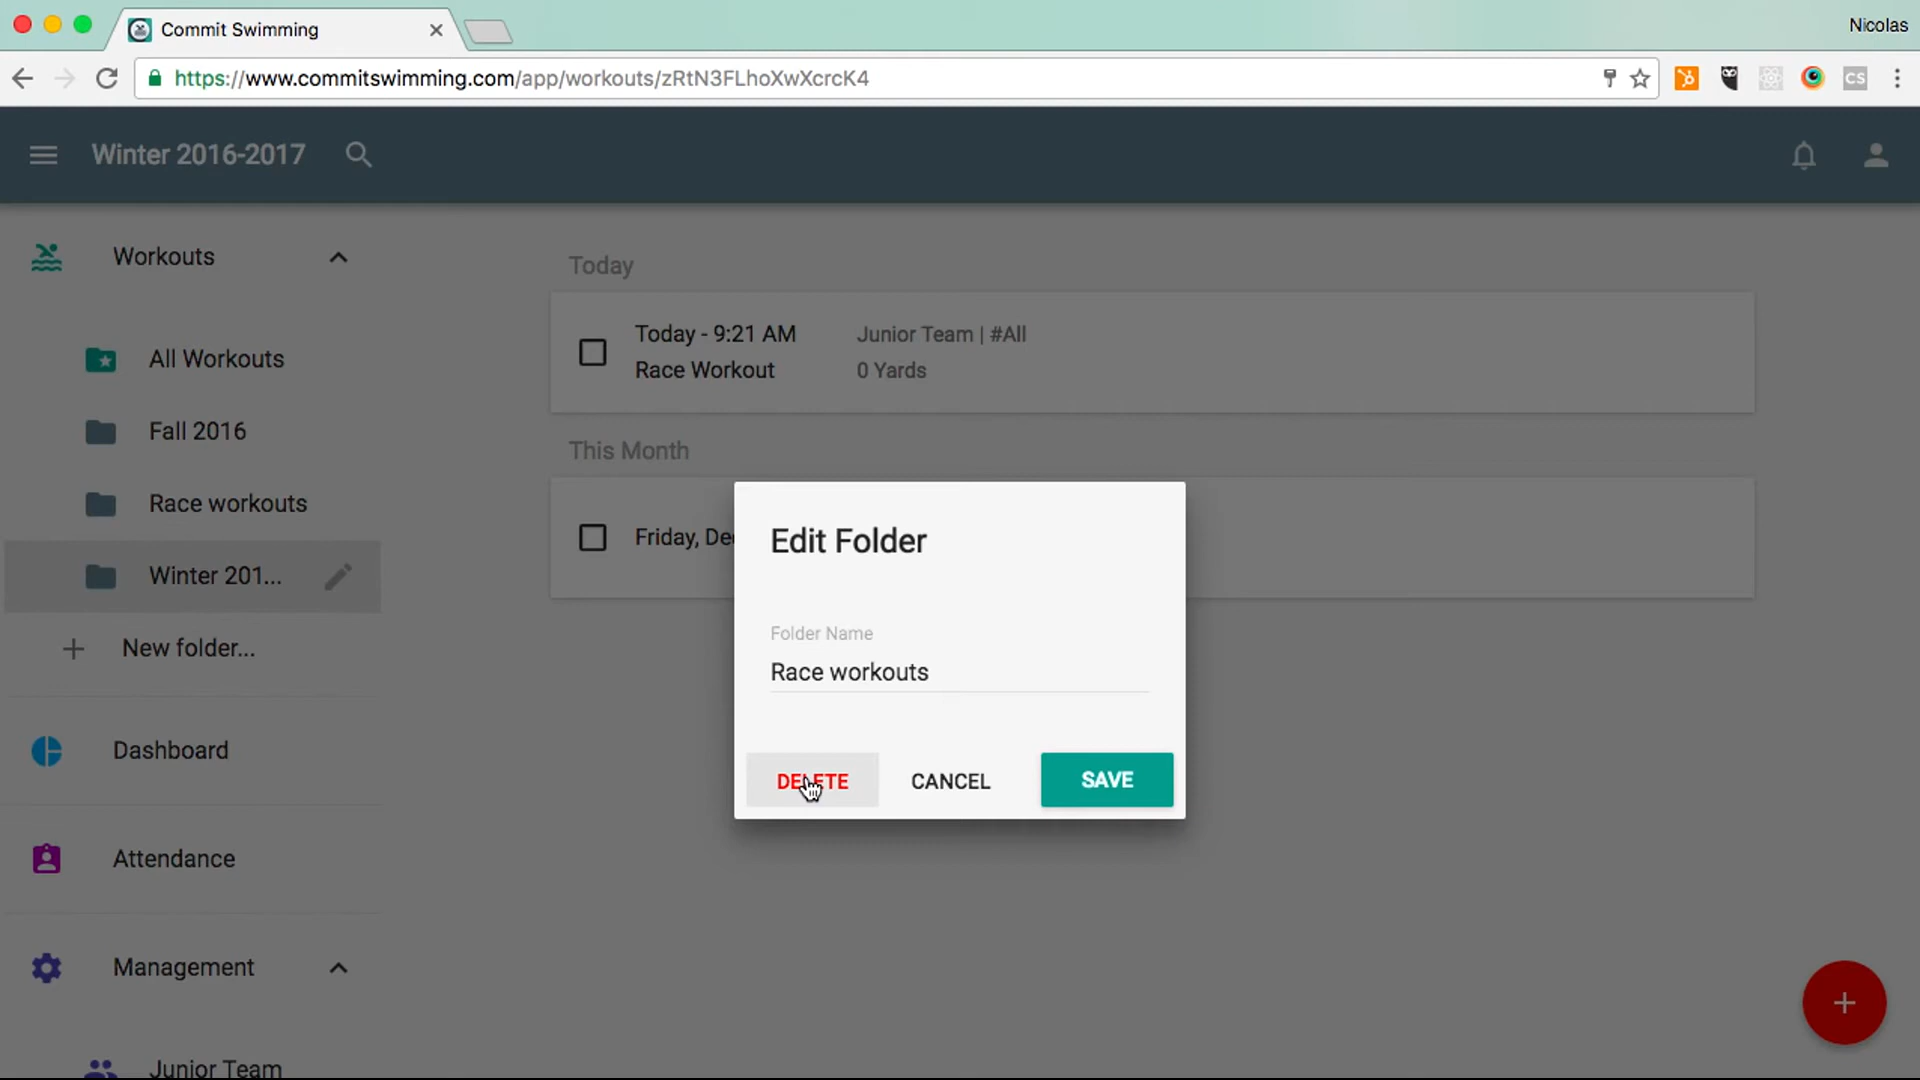 Commit Swimming
Nicolas
https://www.commitswimming.com/app/workouts/zRtN3FLhoXwXcrcK4
CS
Winter 2016-2017
Workouts
All Workouts
Fall 2016
Race workouts
Winter 201...
New folder...
Dashboard
Attendance
Management
Junior Team
Today
Today - 9:21 AM
Junior Team | #All
Race Workout
0 Yards
This Month
Friday, De
Edit Folder
Folder Name
Race workouts
DELETE
CANCEL
SAVE